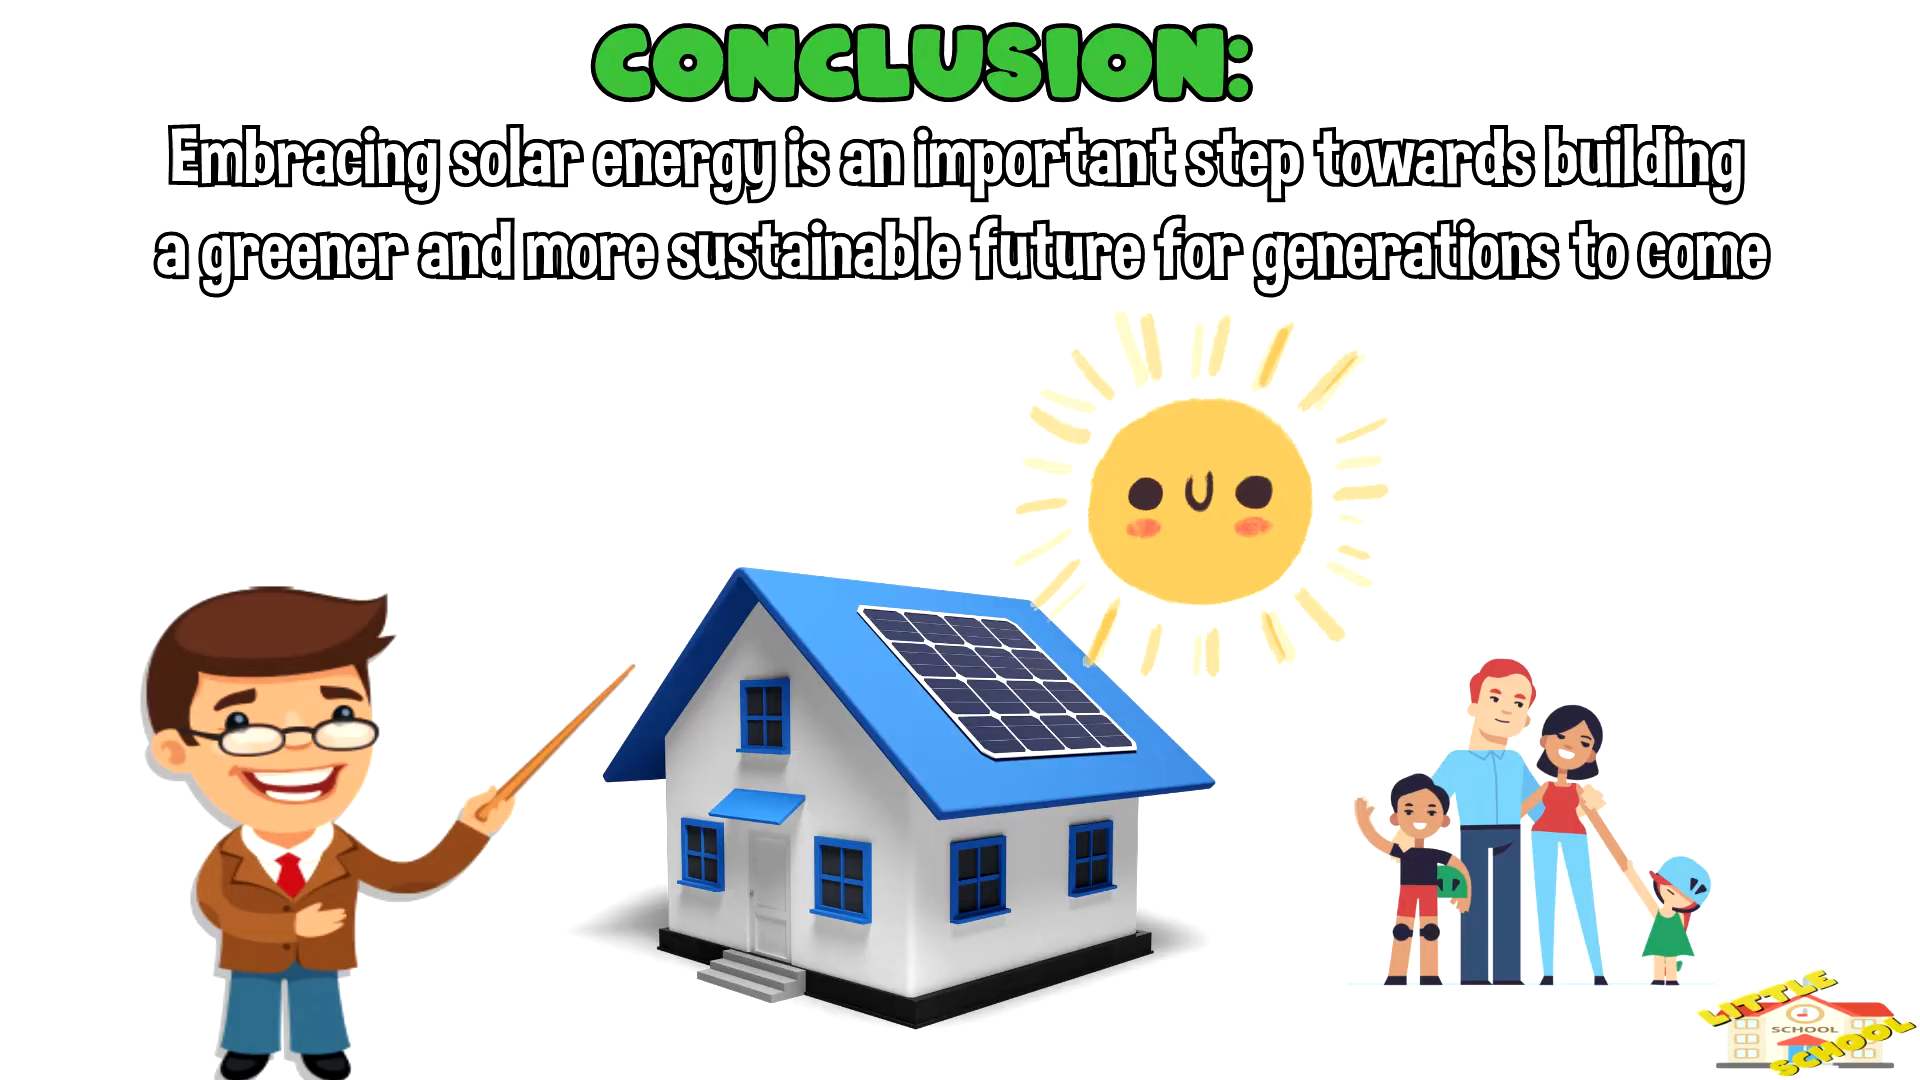 CONCLUSION:
Embracing solar energy is an important step towards building
a greener and more sustainable future for generations to come
LITTLE
SCHOOL
SCHOOL